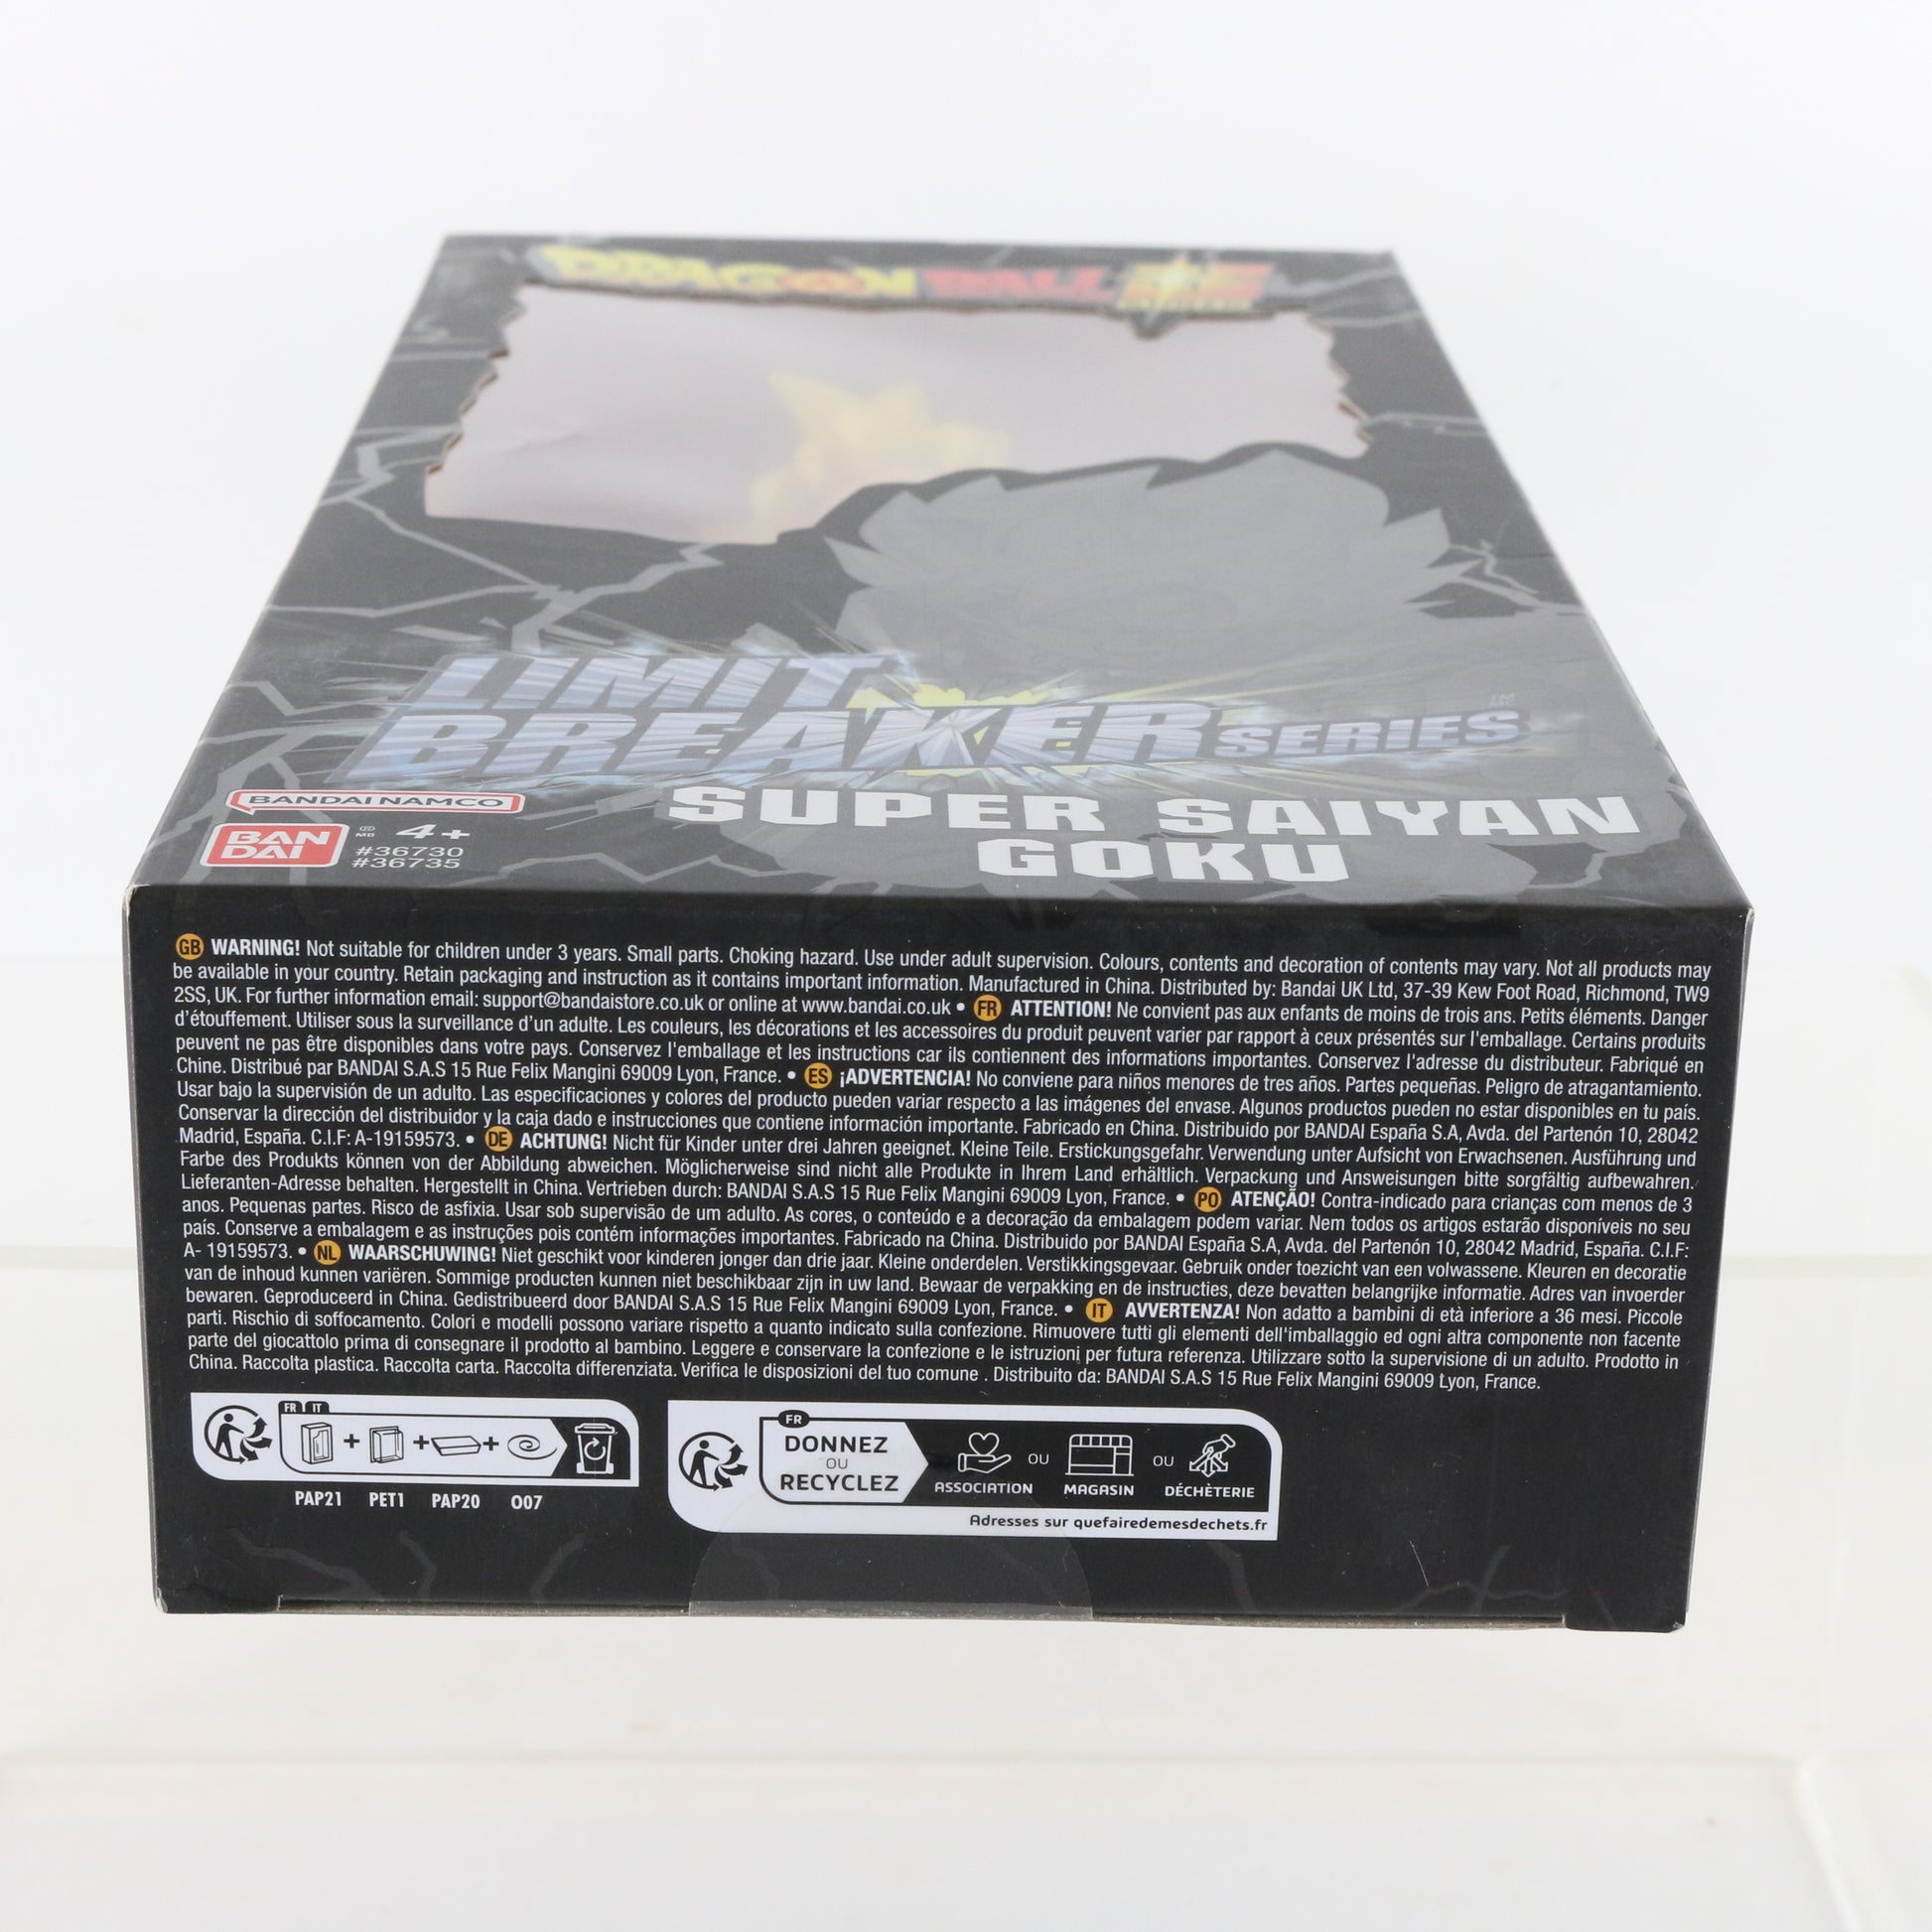 DRAGON BALL SUPER
LIMIT
BREAKER SERIES ™
SUPER SAIYAN
GOKU
BANDAI NAMCO
BAN
DAI
® MD 4+
#36730
#36735
GB WARNING! Not suitable for children under 3 years. Small parts. Choking hazard. Use under adult supervision. Colours, contents and decoration of contents may vary. Not all products may
be available in your country. Retain packaging and instruction as it contains important information. Manufactured in China. Distributed by: Bandai UK Ltd, 37-39 Kew Foot Road, Richmond, TW9
2SS, UK. For further information email: support@bandaistore.co.uk or online at www.bandai.co.uk • FR ATTENTION! Ne convient pas aux enfants de moins de trois ans. Petits éléments. Danger
d’étouffement. Utiliser sous la surveillance d’un adulte. Les couleurs, les décorations et les accessoires du produit peuvent varier par rapport à ceux présentés sur l'emballage. Certains produits
peuvent ne pas être disponibles dans votre pays. Conservez l'emballage et les instructions car ils contiennent des informations importantes. Conservez l'adresse du distributeur. Fabriqué en
Chine. Distribué par BANDAI S.A.S 15 Rue Felix Mangini 69009 Lyon, France. • ES ¡ADVERTENCIA! No conviene para niños menores de tres años. Partes pequeñas. Peligro de atragantamiento.
Usar bajo la supervisión de un adulto. Las especificaciones y colores del producto pueden variar respecto a las imágenes del envase. Algunos productos pueden no estar disponibles en tu país.
Conservar la dirección del distribuidor y la caja dado e instrucciones que contiene información importante. Fabricado en China. Distribuido por BANDAI España S.A, Avda. del Partenón 10, 28042
Madrid, España. C.I.F: A-19159573. • DE ACHTUNG! Nicht für Kinder unter drei Jahren geeignet. Kleine Teile. Erstickungsgefahr. Verwendung unter Aufsicht von Erwachsenen. Ausführung und
Farbe des Produkts können von der Abbildung abweichen. Möglicherweise sind nicht alle Produkte in Ihrem Land erhältlich. Verpackung und Anweisungen bitte sorgfältig aufbewahren.
Lieferanten-Adresse behalten. Hergestellt in China. Vertrieben durch: BANDAI S.A.S 15 Rue Felix Mangini 69009 Lyon, France. • PO ATENÇÃO! Contra-indicado para crianças com menos de 3
anos. Pequenas partes. Risco de asfixia. Usar sob supervisão de um adulto. As cores, o conteúdo e a decoração da embalagem podem variar. Nem todos os artigos estarão disponíveis no seu
país. Conserve a embalagem e as instruções pois contém informações importantes. Fabricado na China. Distribuido por BANDAI España S.A, Avda. del Partenón 10, 28042 Madrid, España. C.I.F:
A- 19159573. • NL WAARSCHUWING! Niet geschikt voor kinderen jonger dan drie jaar. Kleine onderdelen. Verstikkingsgevaar. Gebruik onder toezicht van een volwassene. Kleuren en decoratie
van de inhoud kunnen variëren. Sommige producten kunnen niet beschikbaar zijn in uw land. Bewaar de verpakking en de instructies, deze bevatten belangrijke informatie. Adres van invoerder
bewaren. Geproduceerd in China. Gedistribueerd door BANDAI S.A.S 15 Rue Felix Mangini 69009 Lyon, France. • IT AVVERTENZA! Non adatto a bambini di età inferiore a 36 mesi. Piccole
parti. Rischio di soffocamento. Colori e modelli possono variare rispetto a quanto indicato sulla confezione. Rimuovere tutti gli elementi dell'imballaggio ed ogni altra componente non facente
parte del giocattolo prima di consegnare il prodotto al bambino. Leggere e conservare la confezione e le istruzioni per futura referenza. Utilizzare sotto la supervisione di un adulto. Prodotto in
China. Raccolta plastica. Raccolta carta. Raccolta differenziata. Verifica le disposizioni del tuo comune . Distribuito da: BANDAI S.A.S 15 Rue Felix Mangini 69009 Lyon, France.
FR IT
+ + +
PAP21 PET1 PAP20 O07
FR
DONNEZ
OU
RECYCLEZ
ASSOCIATION OU MAGASIN OU DÉCHÈTERIE
Adresses sur quefairedemesdechets.fr